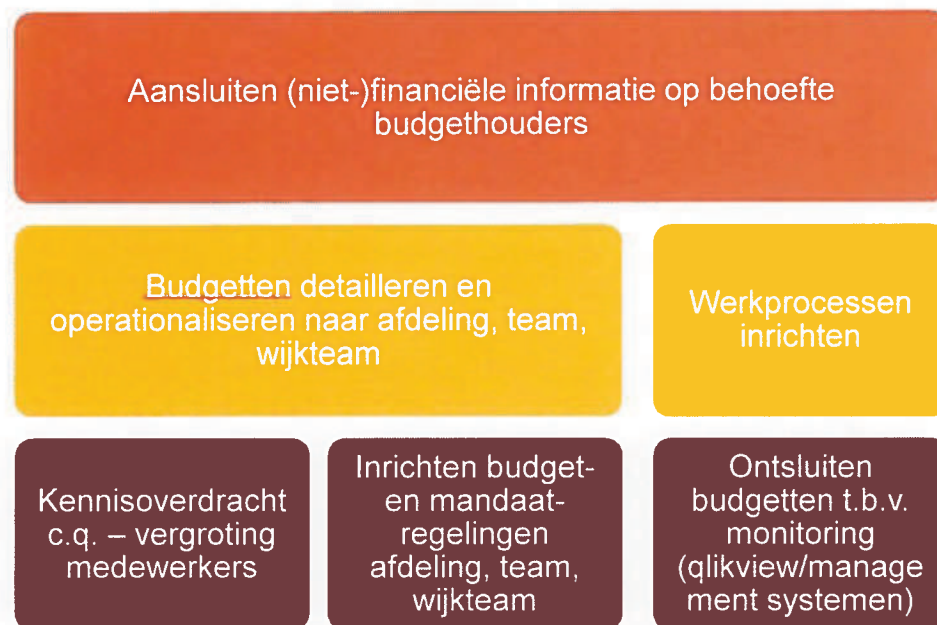 Aansluiten (niet-)financiële informatie op behoefte
budgethouders
Budgetten detailleren en
operationaliseren naar afdeling, team,
wijkteam
Werkprocessen
inrichten
Kennisoverdracht
c.q. – vergroting
medewerkers
Inrichten budget-
en mandaat-
regelingen
afdeling, team,
wijkteam
Ontsluiten
budgetten t.b.v.
monitoring
(qlikview/manage
ment systemen)